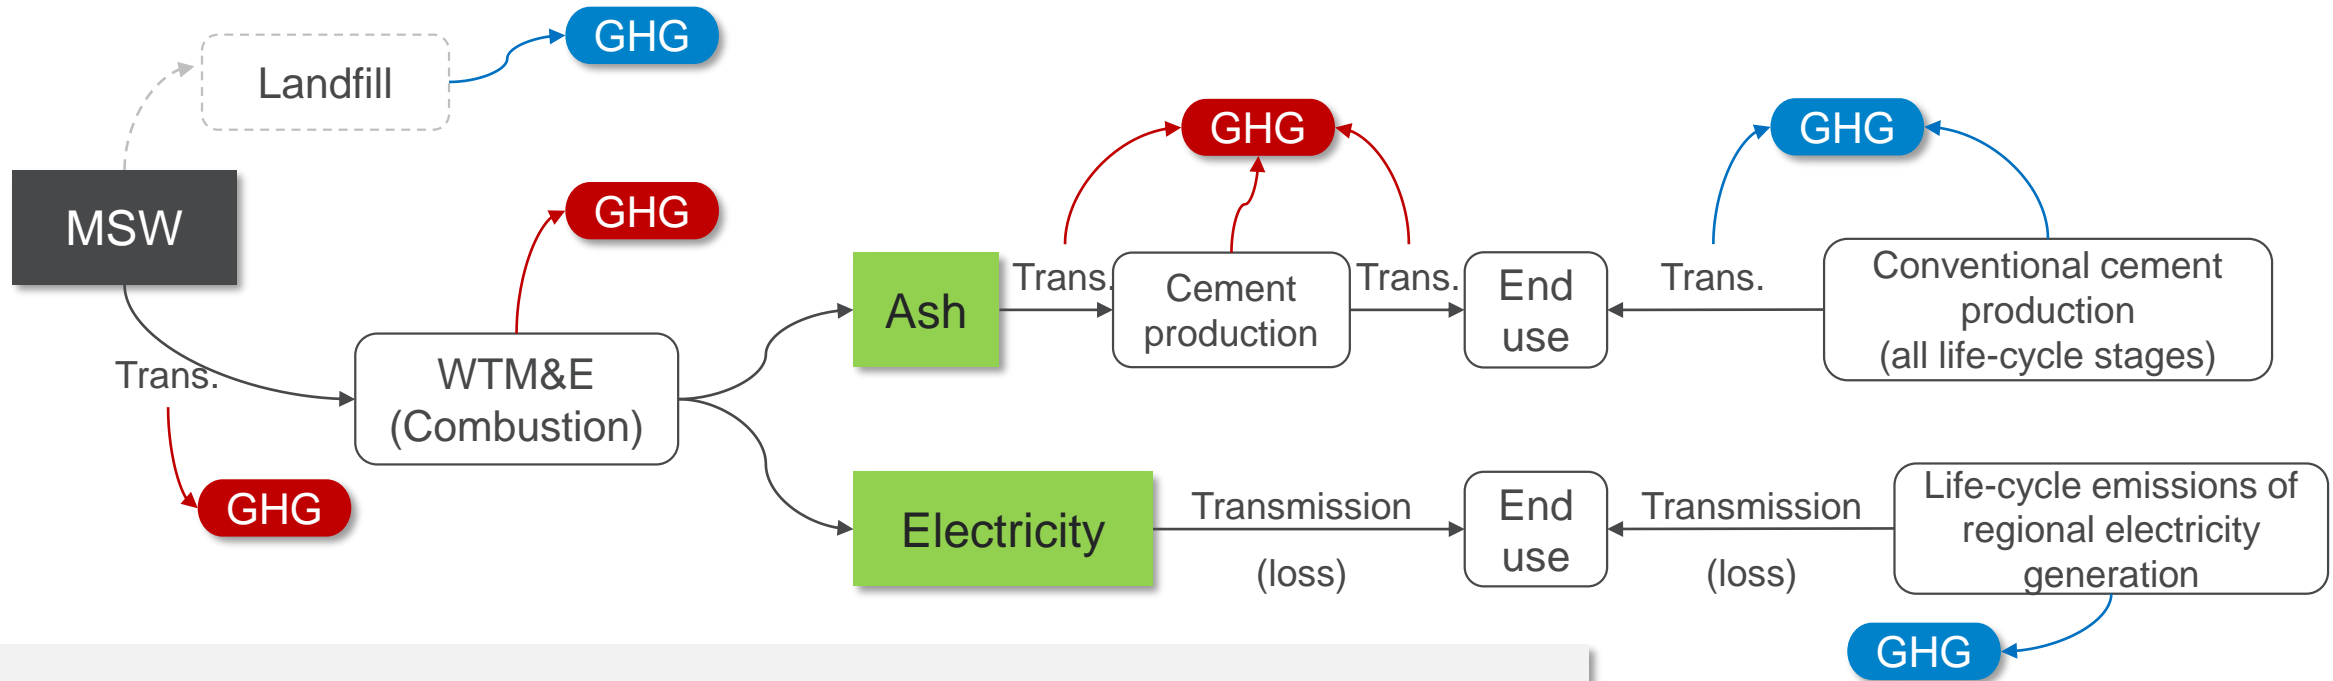 GHG
Landfill
GHG
GHG
MSW
GHG
Trans.
WTM&E
(Combustion)
GHG
Ash
Trans.
Cement
production
Trans.
End
use
Trans.
Conventional cement
production
(all life-cycle stages)
Electricity
Transmission
(loss)
End
use
Transmission
(loss)
Life-cycle emissions of
regional electricity
generation
GHG